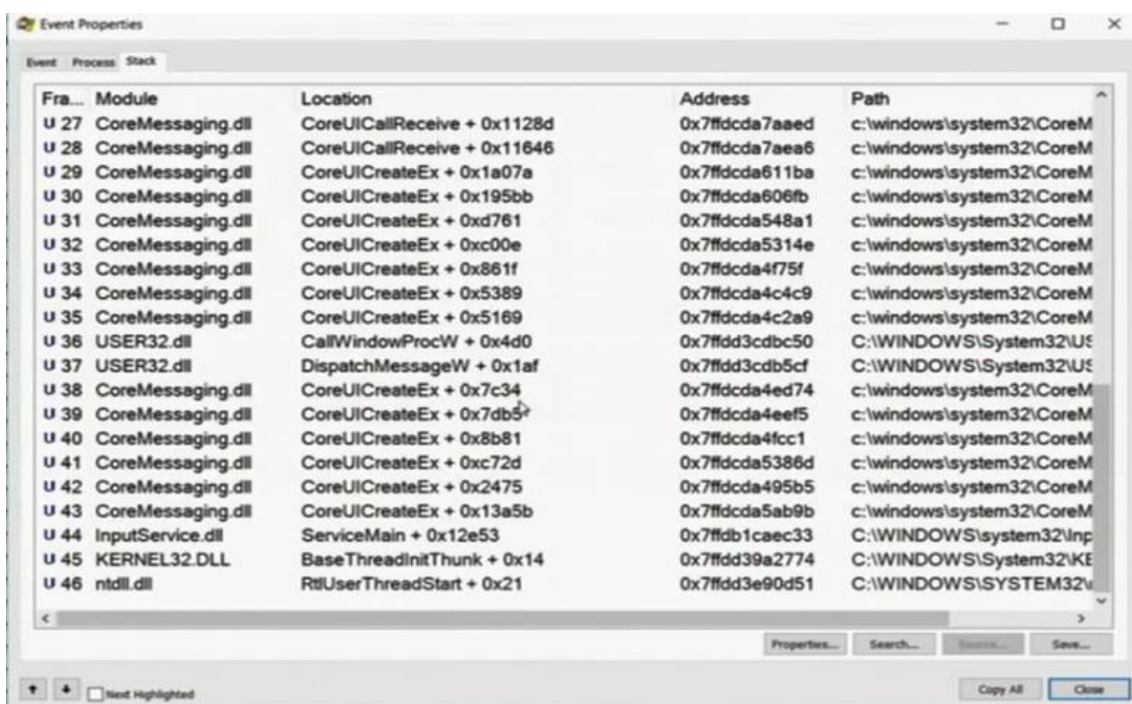 Event Properties
Event Process Stack
Fra... Module Location Address Path
U 27 CoreMessaging.dll CoreUICallReceive + 0x1128d 0x7ffdcda7aaed c:\windows\system32\CoreM
U 28 CoreMessaging.dll CoreUICallReceive + 0x11646 0x7ffdcda7aea6 c:\windows\system32\CoreM
U 29 CoreMessaging.dll CoreUICreateEx + 0x1a07a 0x7ffdcda611ba c:\windows\system32\CoreM
U 30 CoreMessaging.dll CoreUICreateEx + 0x195bb 0x7ffdcda606fb c:\windows\system32\CoreM
U 31 CoreMessaging.dll CoreUICreateEx + 0xd761 0x7ffdcda548a1 c:\windows\system32\CoreM
U 32 CoreMessaging.dll CoreUICreateEx + 0xc00e 0x7ffdcda5314e c:\windows\system32\CoreM
U 33 CoreMessaging.dll CoreUICreateEx + 0x861f 0x7ffdcda4f75f c:\windows\system32\CoreM
U 34 CoreMessaging.dll CoreUICreateEx + 0x5389 0x7ffdcda4c4c9 c:\windows\system32\CoreM
U 35 CoreMessaging.dll CoreUICreateEx + 0x5169 0x7ffdcda4c2a9 c:\windows\system32\CoreM
U 36 USER32.dll CallWindowProcW + 0x4d0 0x7ffdd3cdbc50 C:\WINDOWS\System32\US
U 37 USER32.dll DispatchMessageW + 0x1af 0x7ffdd3cdb5cf C:\WINDOWS\System32\US
U 38 CoreMessaging.dll CoreUICreateEx + 0x7c34 0x7ffdcda4ed74 c:\windows\system32\CoreM
U 39 CoreMessaging.dll CoreUICreateEx + 0x7db5 0x7ffdcda4eef5 c:\windows\system32\CoreM
U 40 CoreMessaging.dll CoreUICreateEx + 0x8b81 0x7ffdcda4fcc1 c:\windows\system32\CoreM
U 41 CoreMessaging.dll CoreUICreateEx + 0xc72d 0x7ffdcda5386d c:\windows\system32\CoreM
U 42 CoreMessaging.dll CoreUICreateEx + 0x2475 0x7ffdcda495b5 c:\windows\system32\CoreM
U 43 CoreMessaging.dll CoreUICreateEx + 0x13a5b 0x7ffdcda5ab9b c:\windows\system32\CoreM
U 44 InputService.dll ServiceMain + 0x12e53 0x7ffdb1caec33 C:\WINDOWS\system32\Inp
U 45 KERNEL32.DLL BaseThreadInitThunk + 0x14 0x7ffdd39a2774 C:\WINDOWS\System32\KE
U 46 ntdll.dll RtlUserThreadStart + 0x21 0x7ffdd3e90d51 C:\WINDOWS\SYSTEM32\
Properties... Search... Save...
Next Highlighted Copy All Close